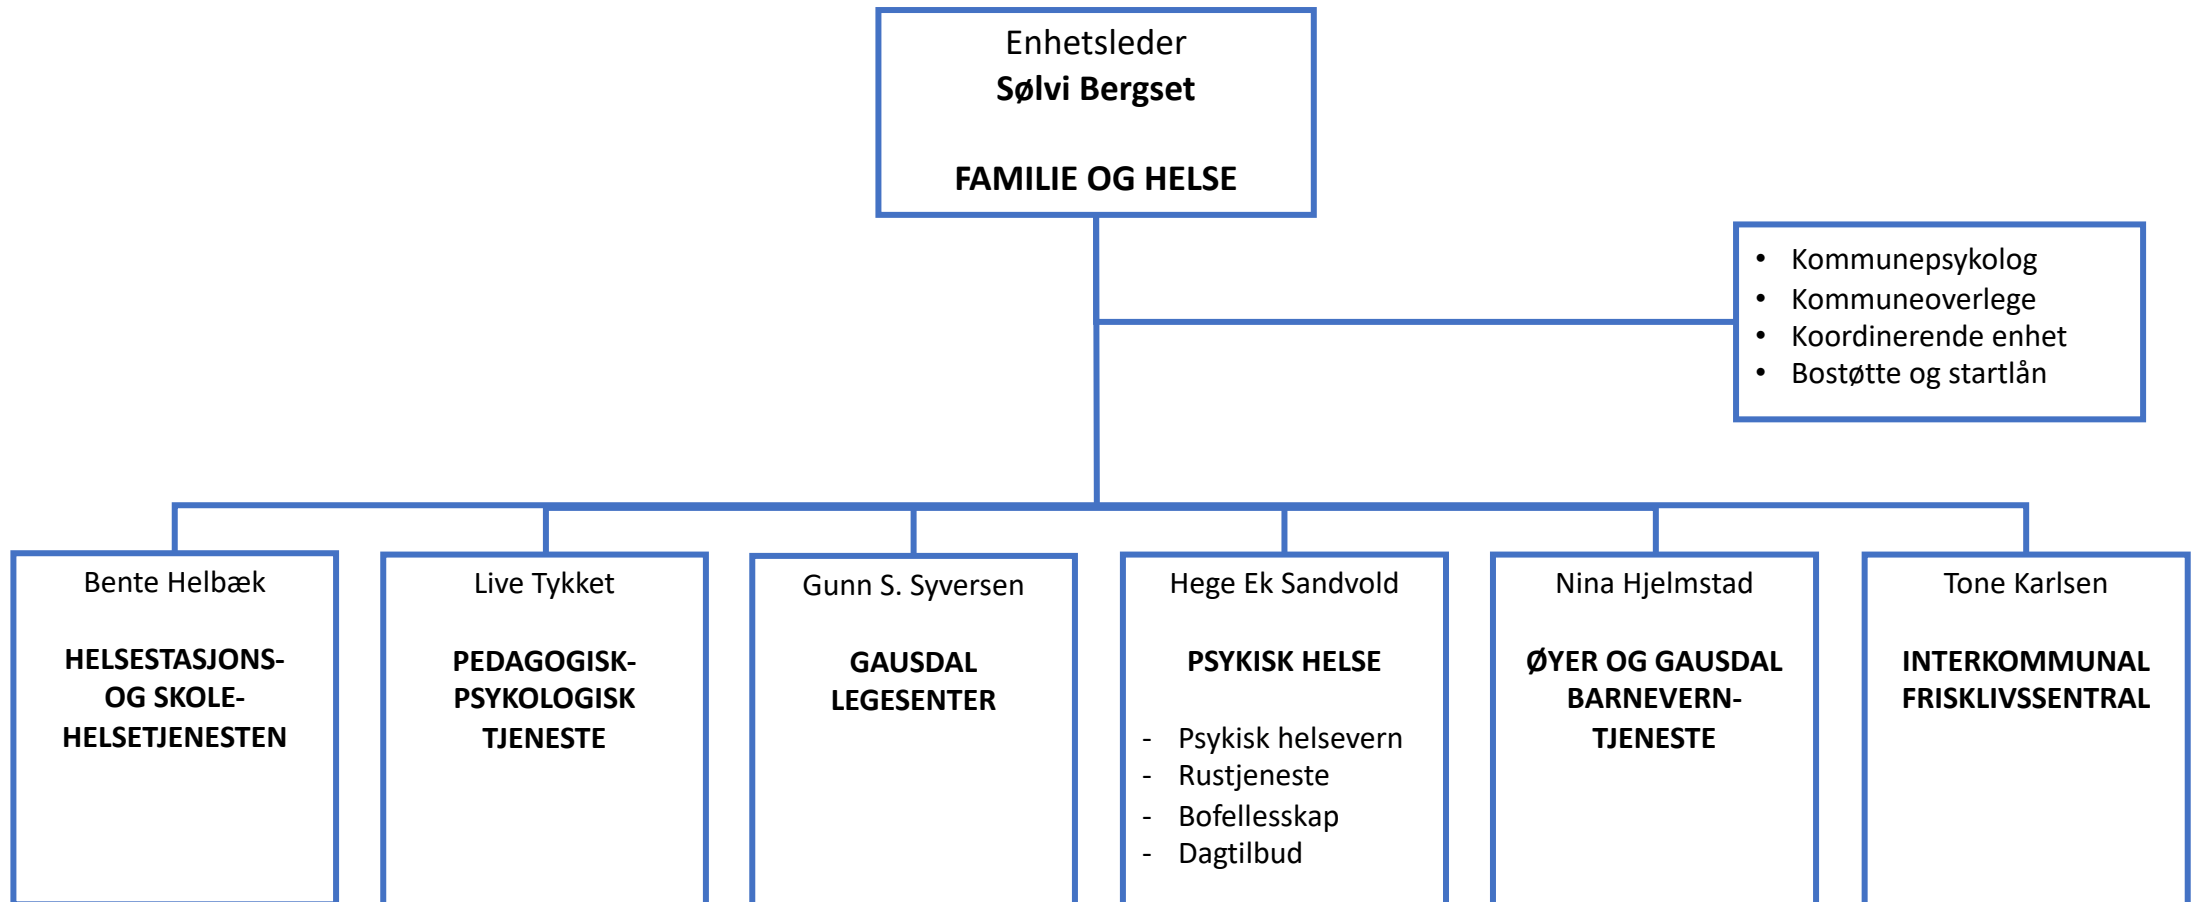 Enhetsleder
Sølvi Bergset
FAMILIE OG HELSE
• Kommunepsykolog
• Kommuneoverlege
• Koordinerende enhet
• Bostøtte og startlån
Bente Helbæk
HELSESTASJONS-
OG SKOLE-
HELSETJENESTEN
Live Tykket
PEDAGOGISK-
PSYKOLOGISK
TJENESTE
Gunn S. Syversen
GAUSDAL
LEGESENTER
Hege Ek Sandvold
PSYKISK HELSE
- Psykisk helsevern
- Rustjeneste
- Bofellesskap
- Dagtilbud
Nina Hjelmstad
ØYER OG GAUSDAL
BARNEVERN-
TJENESTE
Tone Karlsen
INTERKOMMUNAL
FRISKLIVSSENTRAL